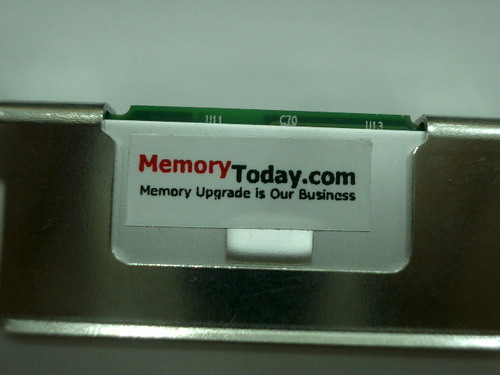 U11 C70 U13
MemoryToday.com
Memory Upgrade is Our Business